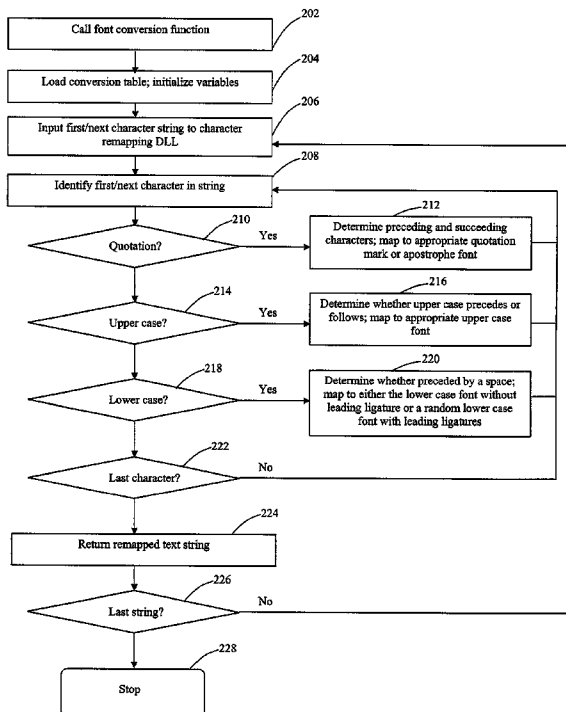 202
Call font conversion function
204
Load conversion table; initialize variables
206
Input first/next character string to character
remapping DLL
208
Identify first/next character in string
210
Quotation?
Yes
212
Determine preceding and succeeding
characters; map to appropriate quotation
mark or apostrophe font
214
Upper case?
Yes
216
Determine whether upper case precedes or
follows; map to appropriate upper case
font
218
Lower case?
Yes
220
Determine whether preceded by a space;
map to either the lower case font without
leading ligature or a random lower case
font with leading ligatures
222
Last character?
No
224
Return remapped text string
226
Last string?
No
228
Stop